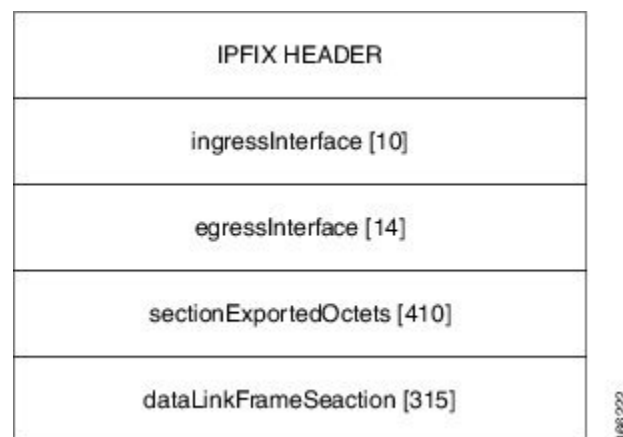 IPFIX HEADER
ingressInterface [10]
egressInterface [14]
sectionExportedOctets [410]
dataLinkFrameSeaction [315]